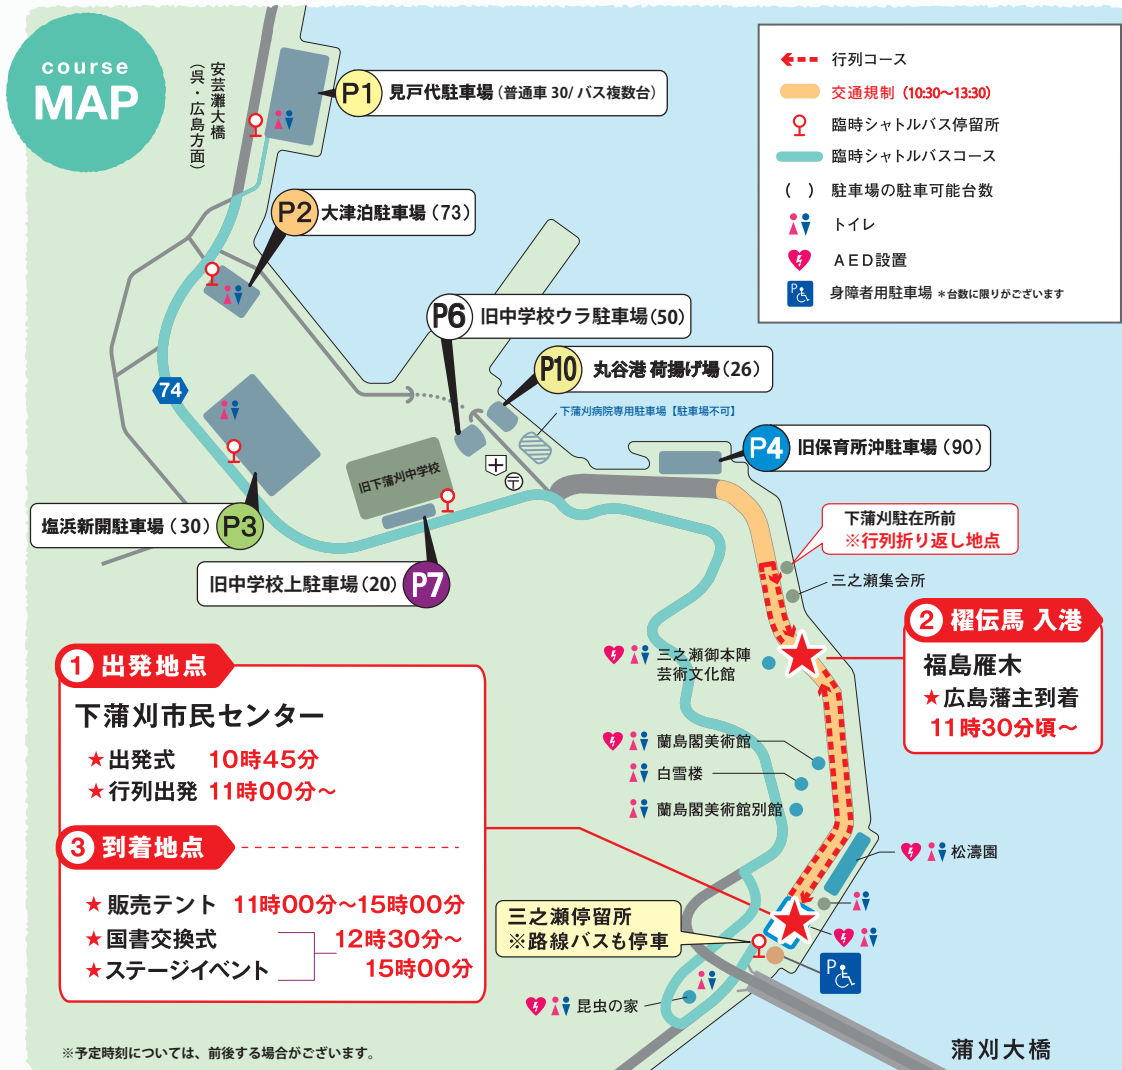 course
MAP
安芸灘大橋
（呉・広島方面）
P1 見戸代駐車場（普通車 30/ バス複数台）
P2 大津泊駐車場（73）
P6 旧中学校ウラ駐車場(50)
P10 丸谷港 荷揚げ場（26）
下蒲刈病院専用駐車場【駐車場不可】
74
旧下蒲刈中学校
P4 旧保育所沖駐車場（90）
塩浜新開駐車場（30） P3
旧中学校上駐車場（20） P7
行列コース
交通規制（10:30〜13:30）
臨時シャトルバス停留所
臨時シャトルバスコース
（　） 駐車場の駐車可能台数
トイレ
AED設置
P 身障者用駐車場 ＊台数に限りがございます
下蒲刈駐在所前
※行列折り返し地点
三之瀬集会所
② 櫂伝馬 入港
福島雁木
★広島藩主到着
11時30分頃〜
三之瀬御本陣
芸術文化館
蘭島閣美術館
白雪楼
蘭島閣美術館別館
松濤園
① 出発地点
下蒲刈市民センター
★出発式 10時45分
★行列出発 11時00分〜
③ 到着地点
★販売テント 11時00分〜15時00分
★国書交換式 12時30分〜
★ステージイベント 15時00分
三之瀬停留所
※路線バスも停車
P
昆虫の家
蒲刈大橋
※予定時刻については、前後する場合がございます。